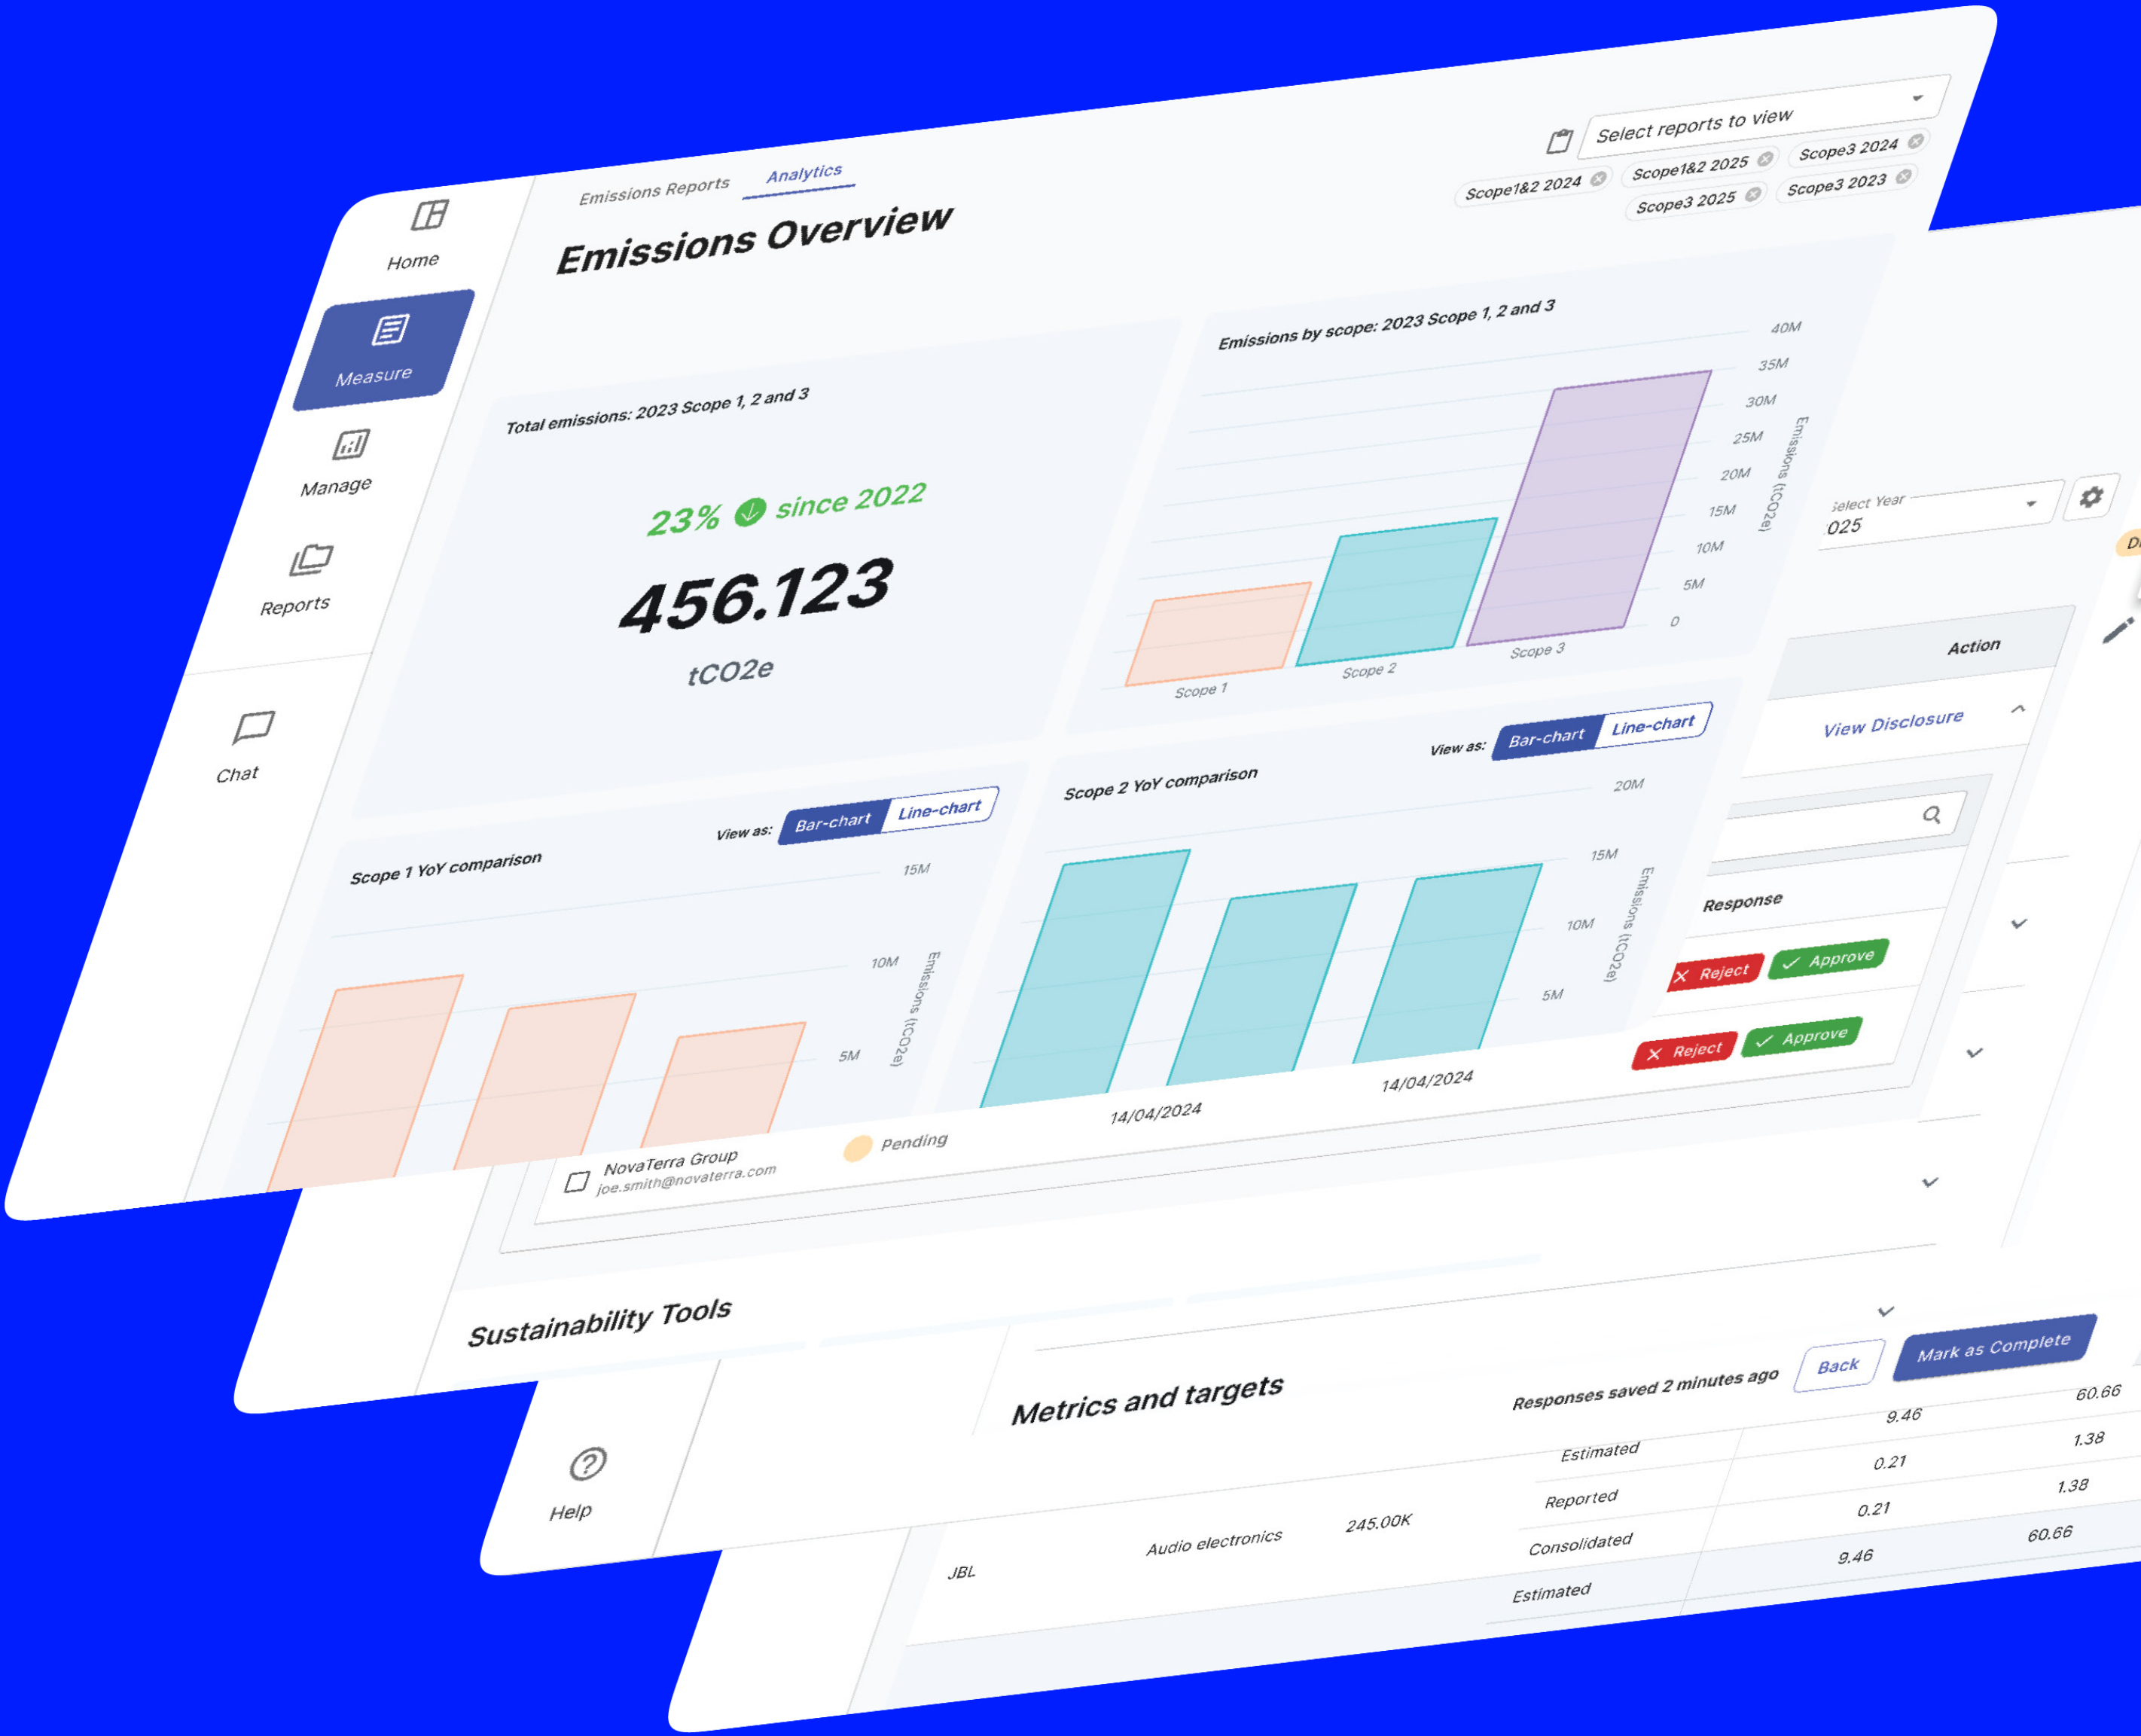 Home
Measure
Manage
Reports
Chat
Emissions Reports
Analytics
Emissions Overview
Select reports to view
Scope1&2 2024
Scope1&2 2025
Scope3 2024
Scope3 2025
Scope3 2023
Total emissions: 2023 Scope 1, 2 and 3
23% since 2022
456.123
tCO2e
Emissions by scope: 2023 Scope 1, 2 and 3
40M
35M
30M
25M
20M
15M
10M
5M
0
Emissions (tCO2e)
Scope 1
Scope 2
Scope 3
Scope 1 YoY comparison
View as:
Bar-chart
Line-chart
15M
10M
5M
Emissions (tCO2e)
Scope 2 YoY comparison
View as:
Bar-chart
Line-chart
20M
15M
10M
5M
Emissions (tCO2e)
Select Year
025
Action
View Disclosure
Response
Reject
Approve
Reject
Approve
NovaTerra Group
joe.smith@novaterra.com
Pending
14/04/2024
14/04/2024
Sustainability Tools
Help
Metrics and targets
Responses saved 2 minutes ago
Back
Mark as Complete
Estimated
9.46
60.66
Reported
0.21
1.38
JBL
Audio electronics
245.00K
Consolidated
0.21
1.38
Estimated
9.46
60.66